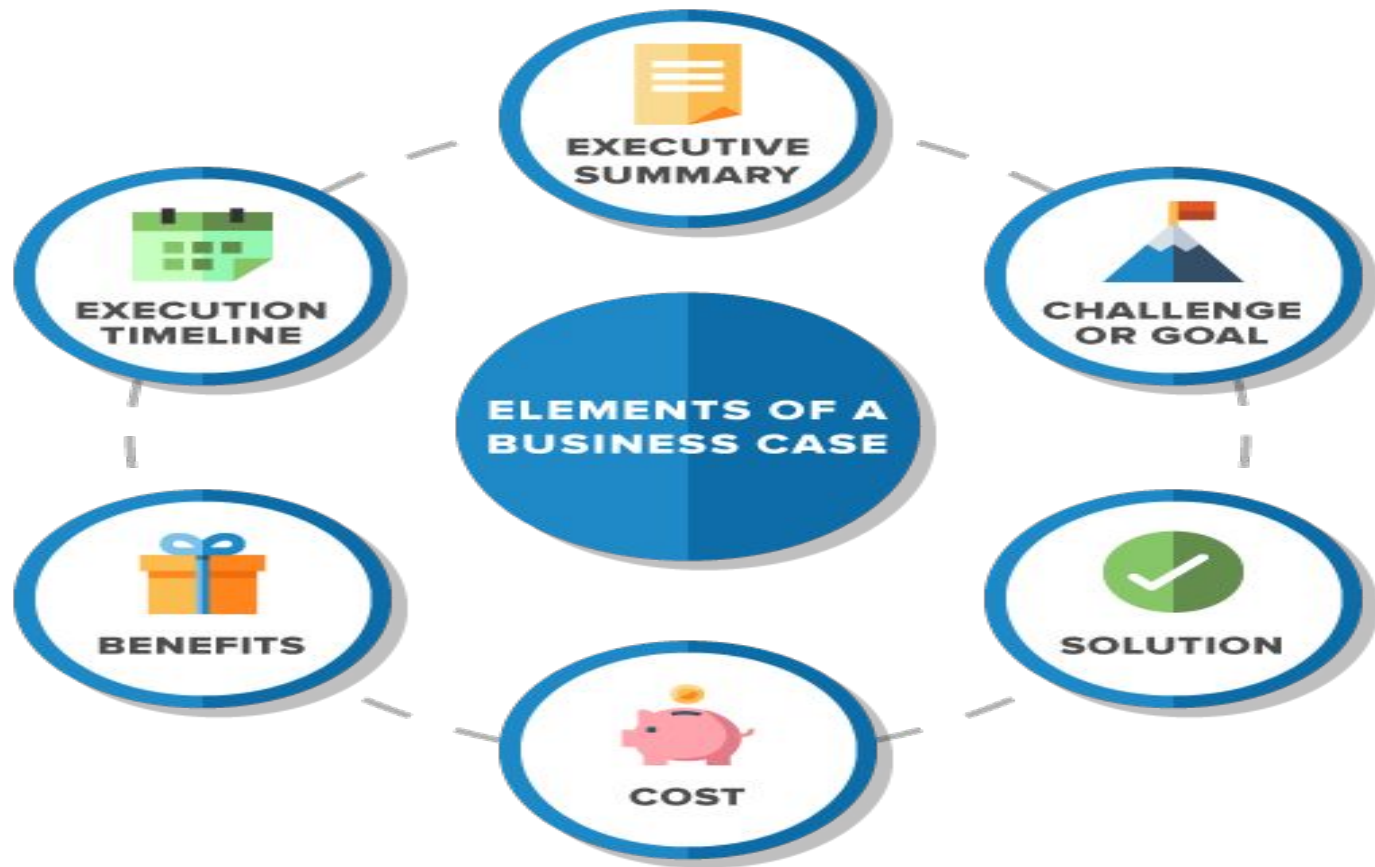 EXECUTIVE
SUMMARY
CHALLENGE
OR GOAL
SOLUTION
COST
BENEFITS
EXECUTION
TIMELINE
ELEMENTS OF A
BUSINESS CASE